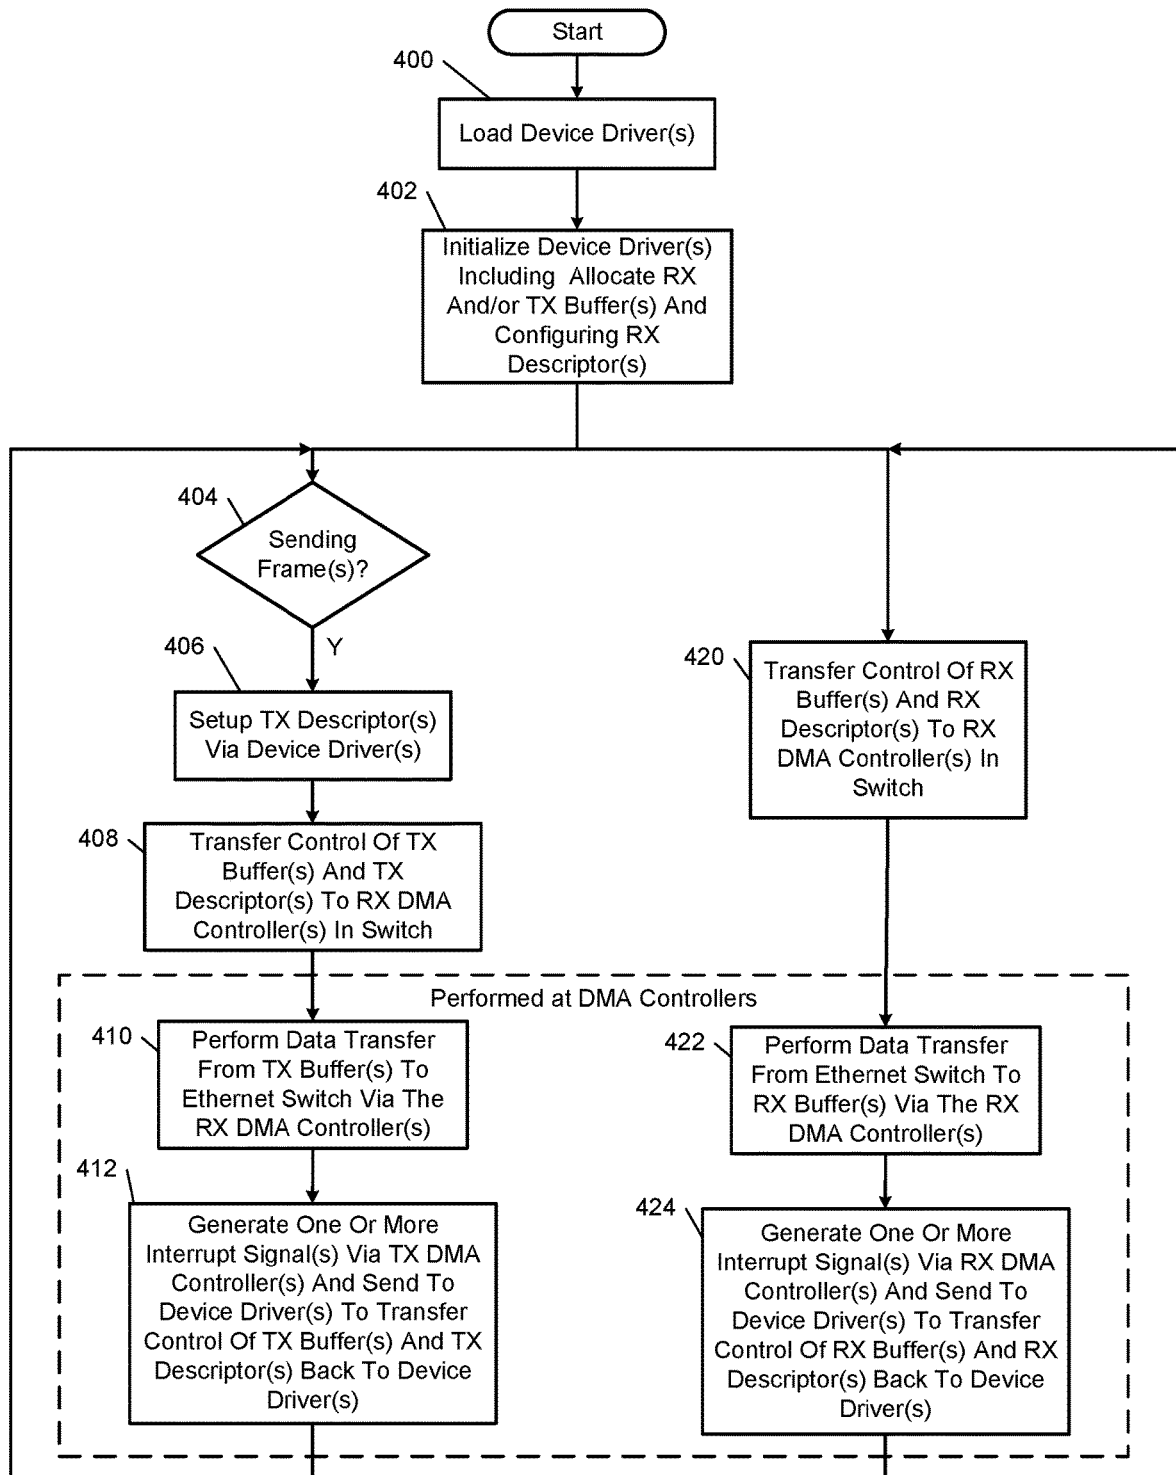 Start
400
Load Device Driver(s)
402
Initialize Device Driver(s)
Including Allocate RX
And/or TX Buffer(s) And
Configuring RX
Descriptor(s)
404
Sending
Frame(s)?
Y
406
Setup TX Descriptor(s)
Via Device Driver(s)
408
Transfer Control Of TX
Buffer(s) And TX
Descriptor(s) To RX DMA
Controller(s) In Switch
420
Transfer Control Of RX
Buffer(s) And RX
Descriptor(s) To RX
DMA Controller(s) In
Switch
Performed at DMA Controllers
410
Perform Data Transfer
From TX Buffer(s) To
Ethernet Switch Via The
RX DMA Controller(s)
412
Generate One Or More
Interrupt Signal(s) Via TX DMA
Controller(s) And Send To
Device Driver(s) To Transfer
Control Of TX Buffer(s) And TX
Descriptor(s) Back To Device
Driver(s)
422
Perform Data Transfer
From Ethernet Switch To
RX Buffer(s) Via The RX
DMA Controller(s)
424
Generate One Or More
Interrupt Signal(s) Via RX DMA
Controller(s) And Send To
Device Driver(s) To Transfer
Control Of RX Buffer(s) And RX
Descriptor(s) Back To Device
Driver(s)